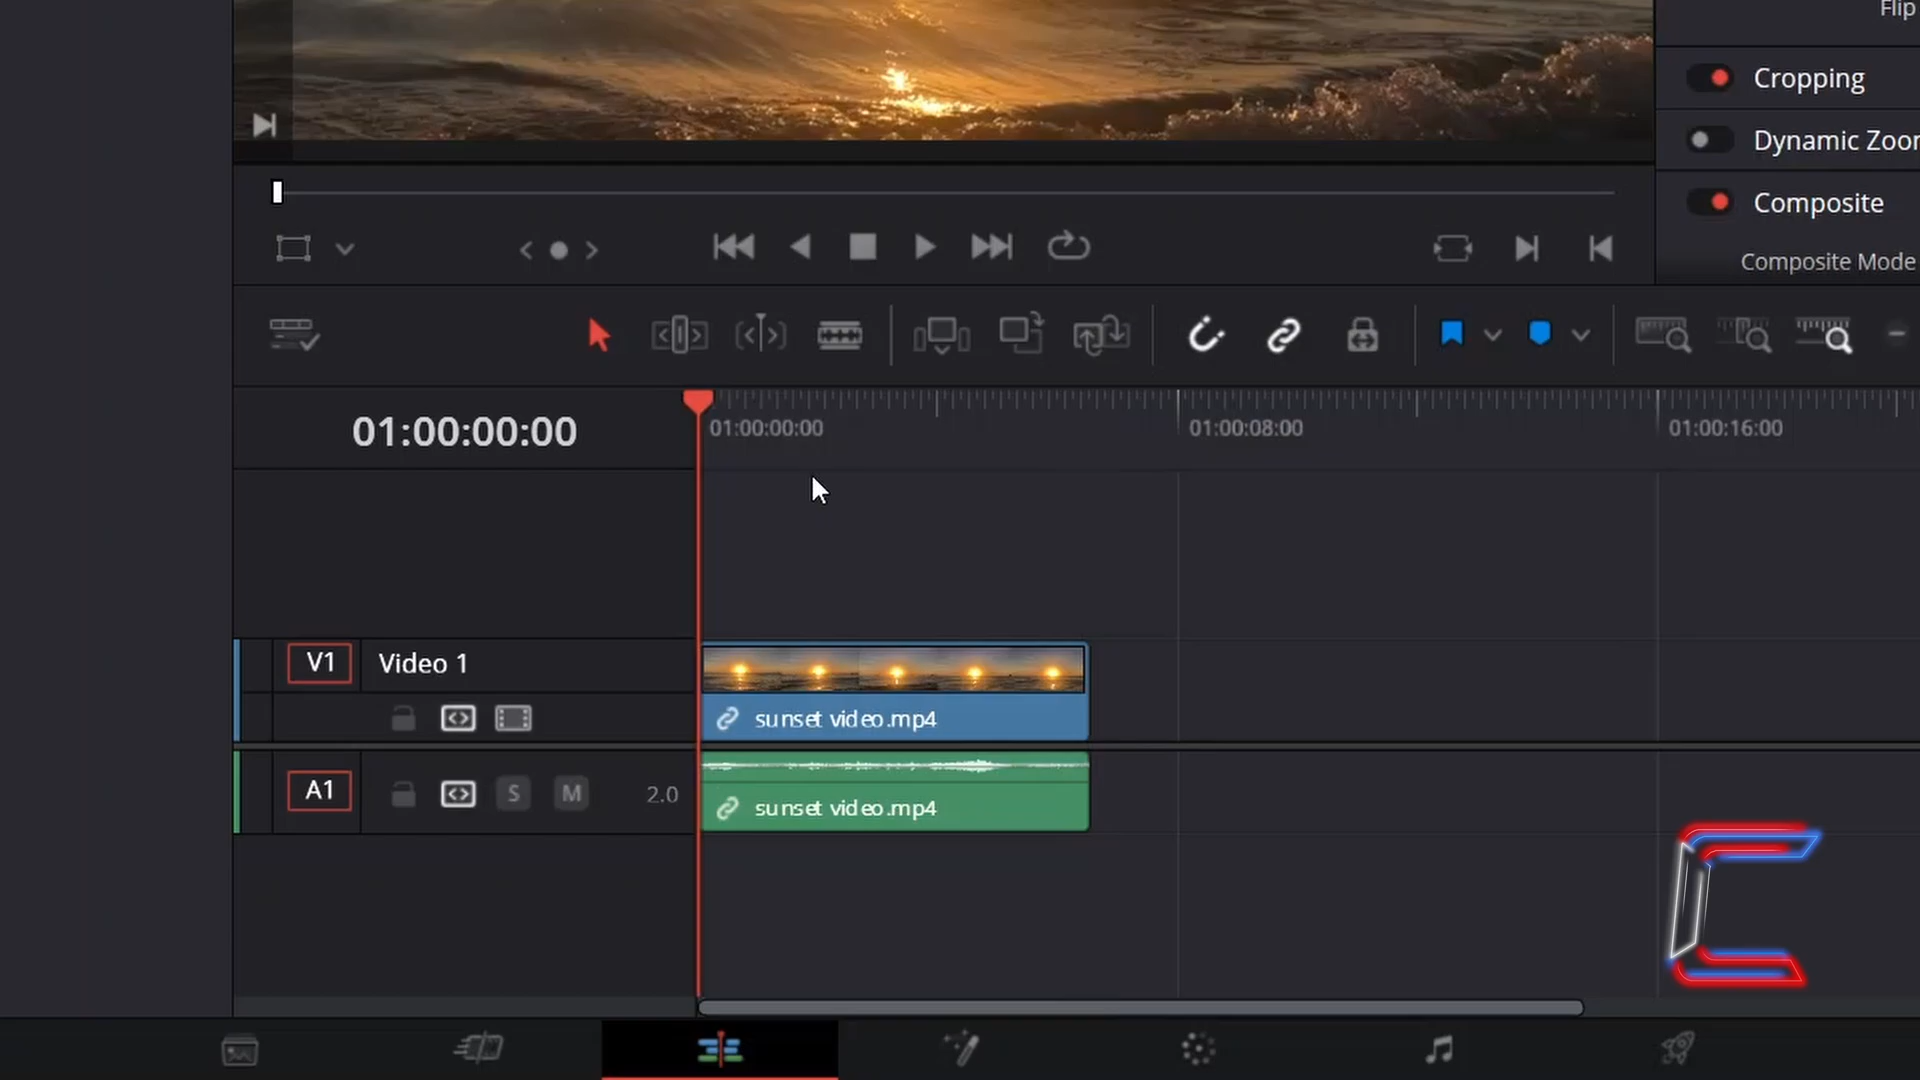 Flip
Cropping
Dynamic Zoor
Composite
Composite Mode
01:00:00:00
01:00:00:00
01:00:08:00
01:00:16:00
V1
Video 1
sunset video.mp4
A1
S
M
2.0
sunset video.mp4